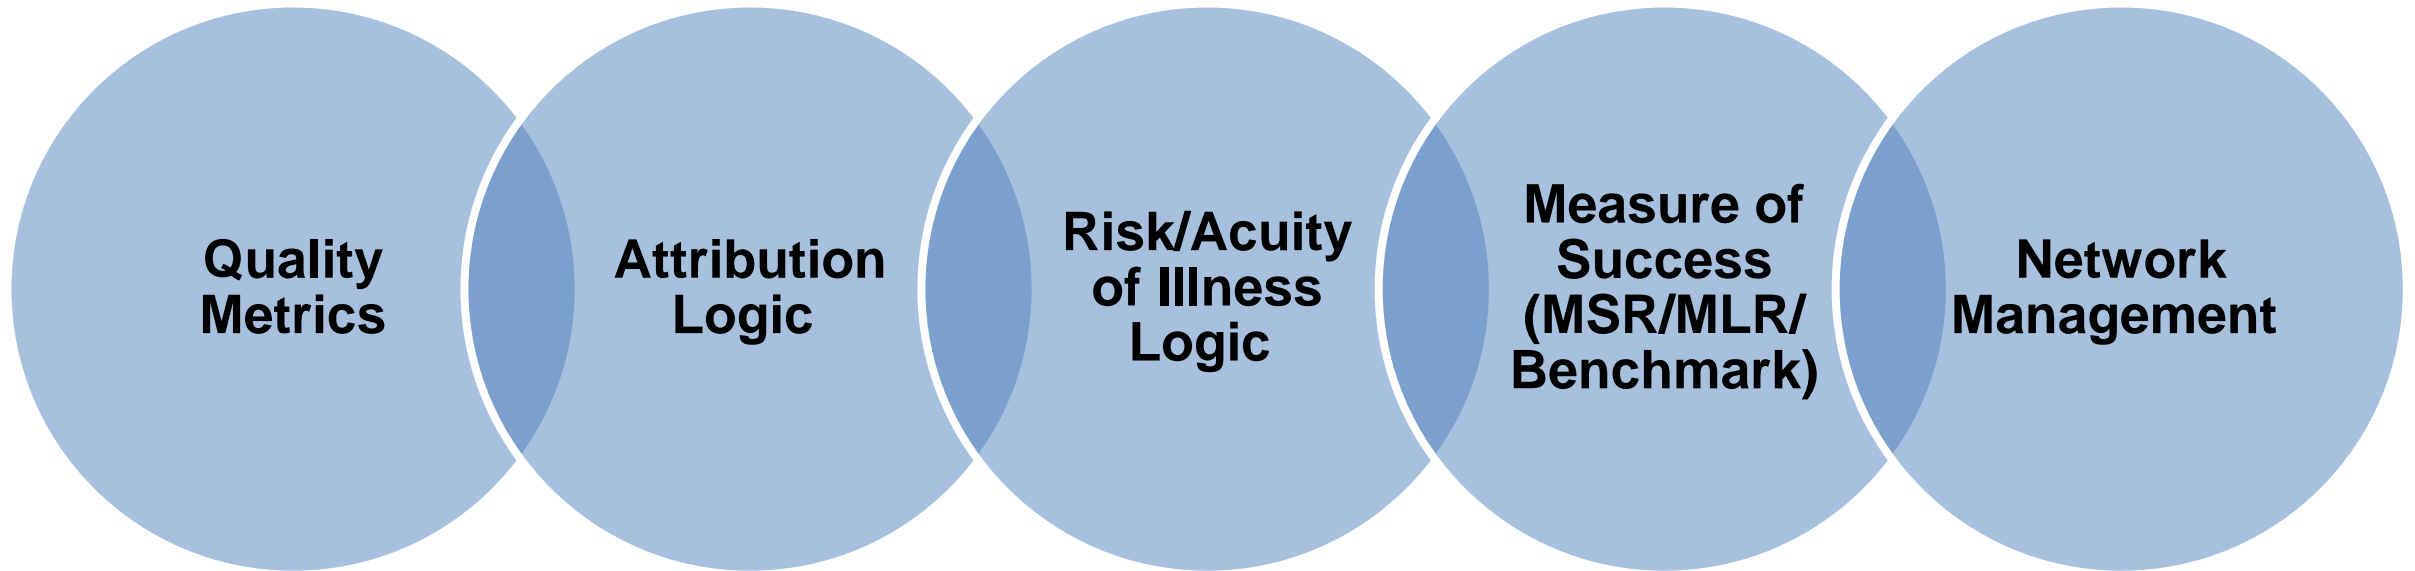 Quality
Metrics
Attribution
Logic
Risk/Acuity
of Illness
Logic
Measure of
Success
(MSR/MLR/
Benchmark)
Network
Management